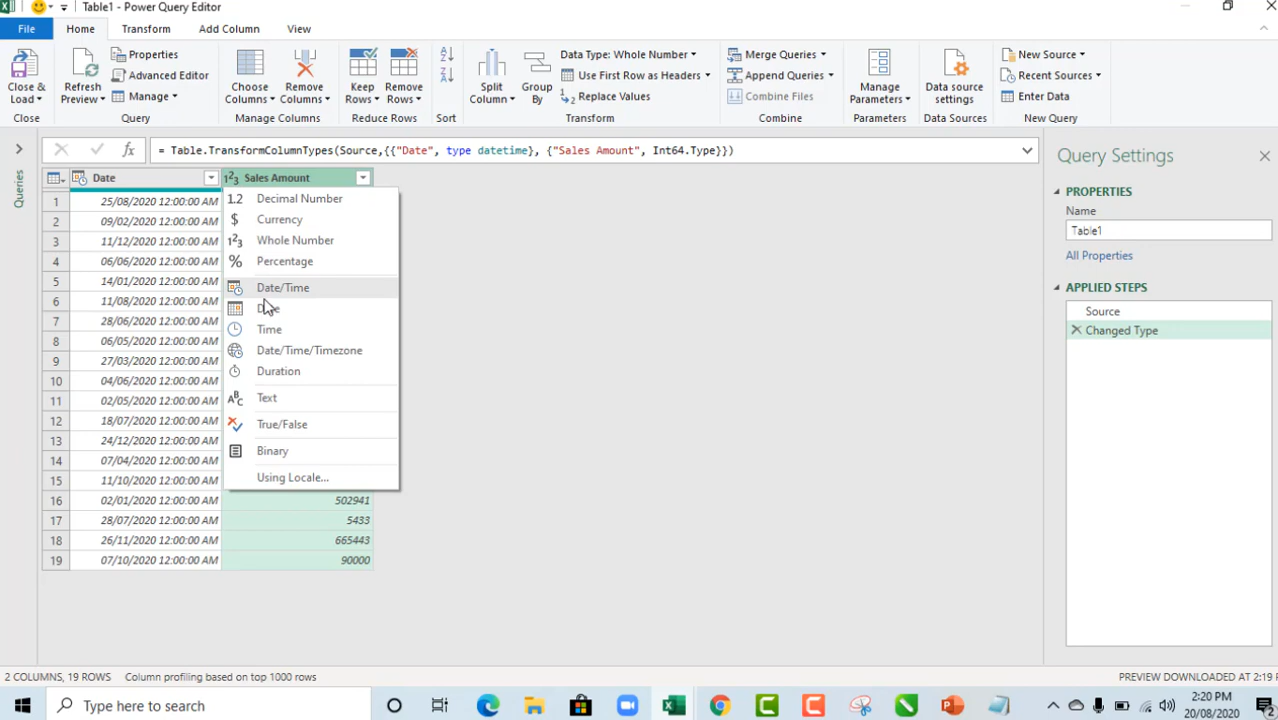 Table1 - Power Query Editor
File Home Transform Add Column View
Close & Load
Close
Refresh Preview
Properties
Advanced Editor
Manage
Query
Choose Columns
Remove Columns
Manage Columns
Keep Rows
Remove Rows
Reduce Rows
Sort
Split Column
Group By
Data Type: Whole Number
Use First Row as Headers
Replace Values
Transform
Merge Queries
Append Queries
Combine Files
Combine
Manage Parameters
Parameters
Data source settings
Data Sources
New Source
Recent Sources
Enter Data
New Query
= Table.TransformColumnTypes(Source,{{"Date", type datetime}, {"Sales Amount", Int64.Type}})
Queries
Date 1²3 Sales Amount
1 25/08/2020 12:00:00 AM
2 09/02/2020 12:00:00 AM
3 11/12/2020 12:00:00 AM
4 06/06/2020 12:00:00 AM
5 14/01/2020 12:00:00 AM
6 11/08/2020 12:00:00 AM
7 28/06/2020 12:00:00 AM
8 06/05/2020 12:00:00 AM
9 27/03/2020 12:00:00 AM
10 04/06/2020 12:00:00 AM
11 02/05/2020 12:00:00 AM
12 18/07/2020 12:00:00 AM
13 24/12/2020 12:00:00 AM
14 07/04/2020 12:00:00 AM
15 11/10/2020 12:00:00 AM
16 02/01/2020 12:00:00 AM 502941
17 28/07/2020 12:00:00 AM 5433
18 26/11/2020 12:00:00 AM 665443
19 07/10/2020 12:00:00 AM 90000
1.2 Decimal Number
$ Currency
1²3 Whole Number
% Percentage
Date/Time
Date
Time
Date/Time/Timezone
Duration
ABC Text
True/False
Binary
Using Locale...
Query Settings
PROPERTIES
Name
Table1
All Properties
APPLIED STEPS
Source
Changed Type
2 COLUMNS, 19 ROWS Column profiling based on top 1000 rows
PREVIEW DOWNLOADED AT 2:19
Type here to search
2:20 PM
20/08/2020
2